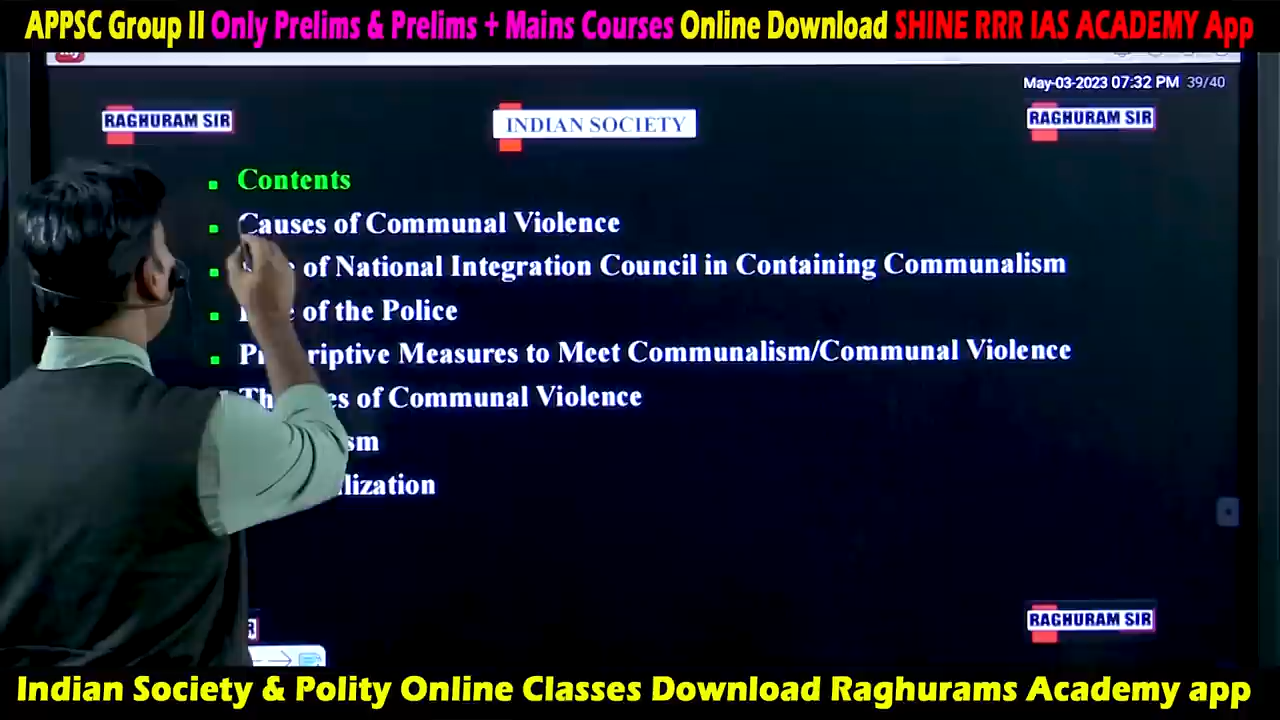 APPSC Group II Only Prelims & Prelims + Mains Courses Online Download SHINE RRR IAS ACADEMY App
May-03-2023 07:32 PM 39/40
RAGHURAM SIR
INDIAN SOCIETY
RAGHURAM SIR
Contents
Causes of Communal Violence
of National Integration Council in Containing Communalism
of the Police
Measures to Meet Communalism/Communal Violence
of Communal Violence
RAGHURAM SIR
Indian Society & Polity Online Classes Download Raghurams Academy app